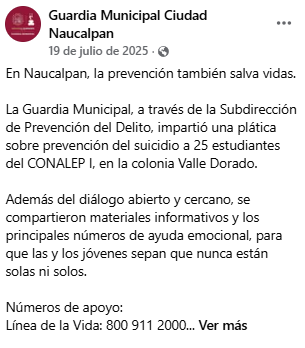 Guardia Municipal Ciudad
Naucalpan
19 de julio de 2025 ·
En Naucalpan, la prevención también salva vidas.
La Guardia Municipal, a través de la Subdirección
de Prevención del Delito, impartió una plática
sobre prevención del suicidio a 25 estudiantes
del CONALEP I, en la colonia Valle Dorado.
Además del diálogo abierto y cercano, se
compartieron materiales informativos y los
principales números de ayuda emocional, para
que las y los jóvenes sepan que nunca están
solas ni solos.
Números de apoyo:
Línea de la Vida: 800 911 2000... Ver más